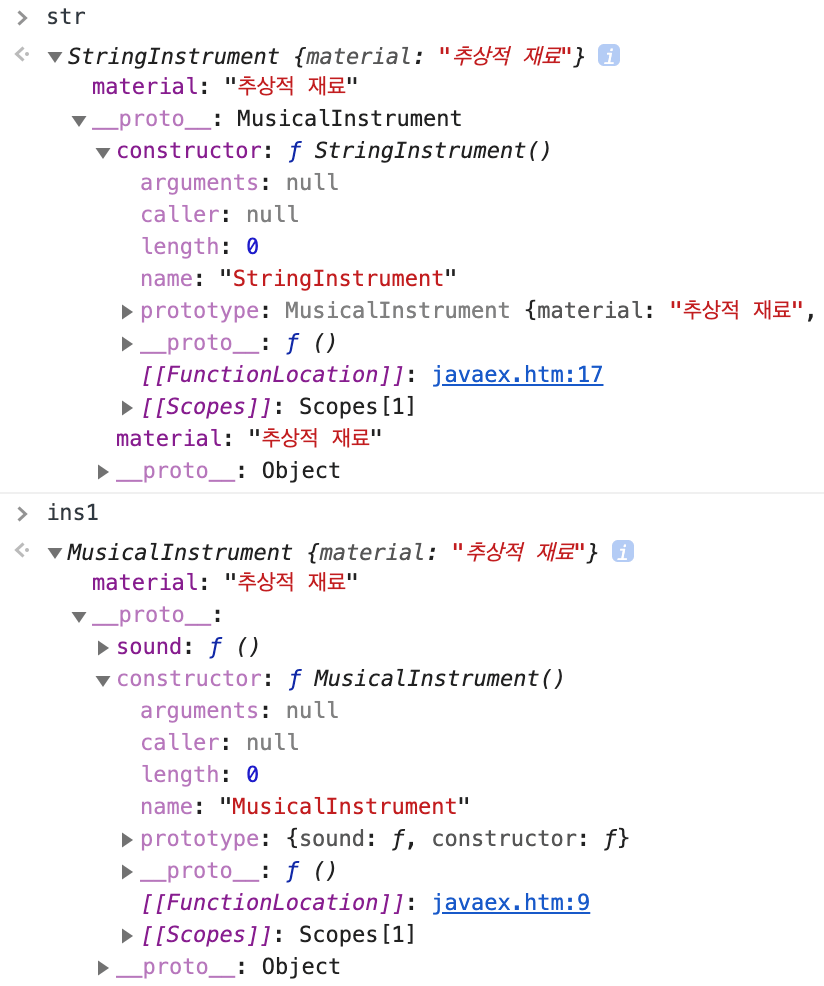 > str
StringInstrument {material: "추상적 재료"} i
material: "추상적 재료"
__proto__: MusicalInstrument
constructor: ƒ StringInstrument()
arguments: null
caller: null
length: 0
name: "StringInstrument"
prototype: MusicalInstrument {material: "추상적 재료",
__proto__: ƒ ()
[[FunctionLocation]]: javaex.htm:17
[[Scopes]]: Scopes[1]
material: "추상적 재료"
__proto__: Object
> ins1
MusicalInstrument {material: "추상적 재료"} i
material: "추상적 재료"
__proto__:
sound: ƒ ()
constructor: ƒ MusicalInstrument()
arguments: null
caller: null
length: 0
name: "MusicalInstrument"
prototype: {sound: ƒ, constructor: ƒ}
__proto__: ƒ ()
[[FunctionLocation]]: javaex.htm:9
[[Scopes]]: Scopes[1]
__proto__: Object